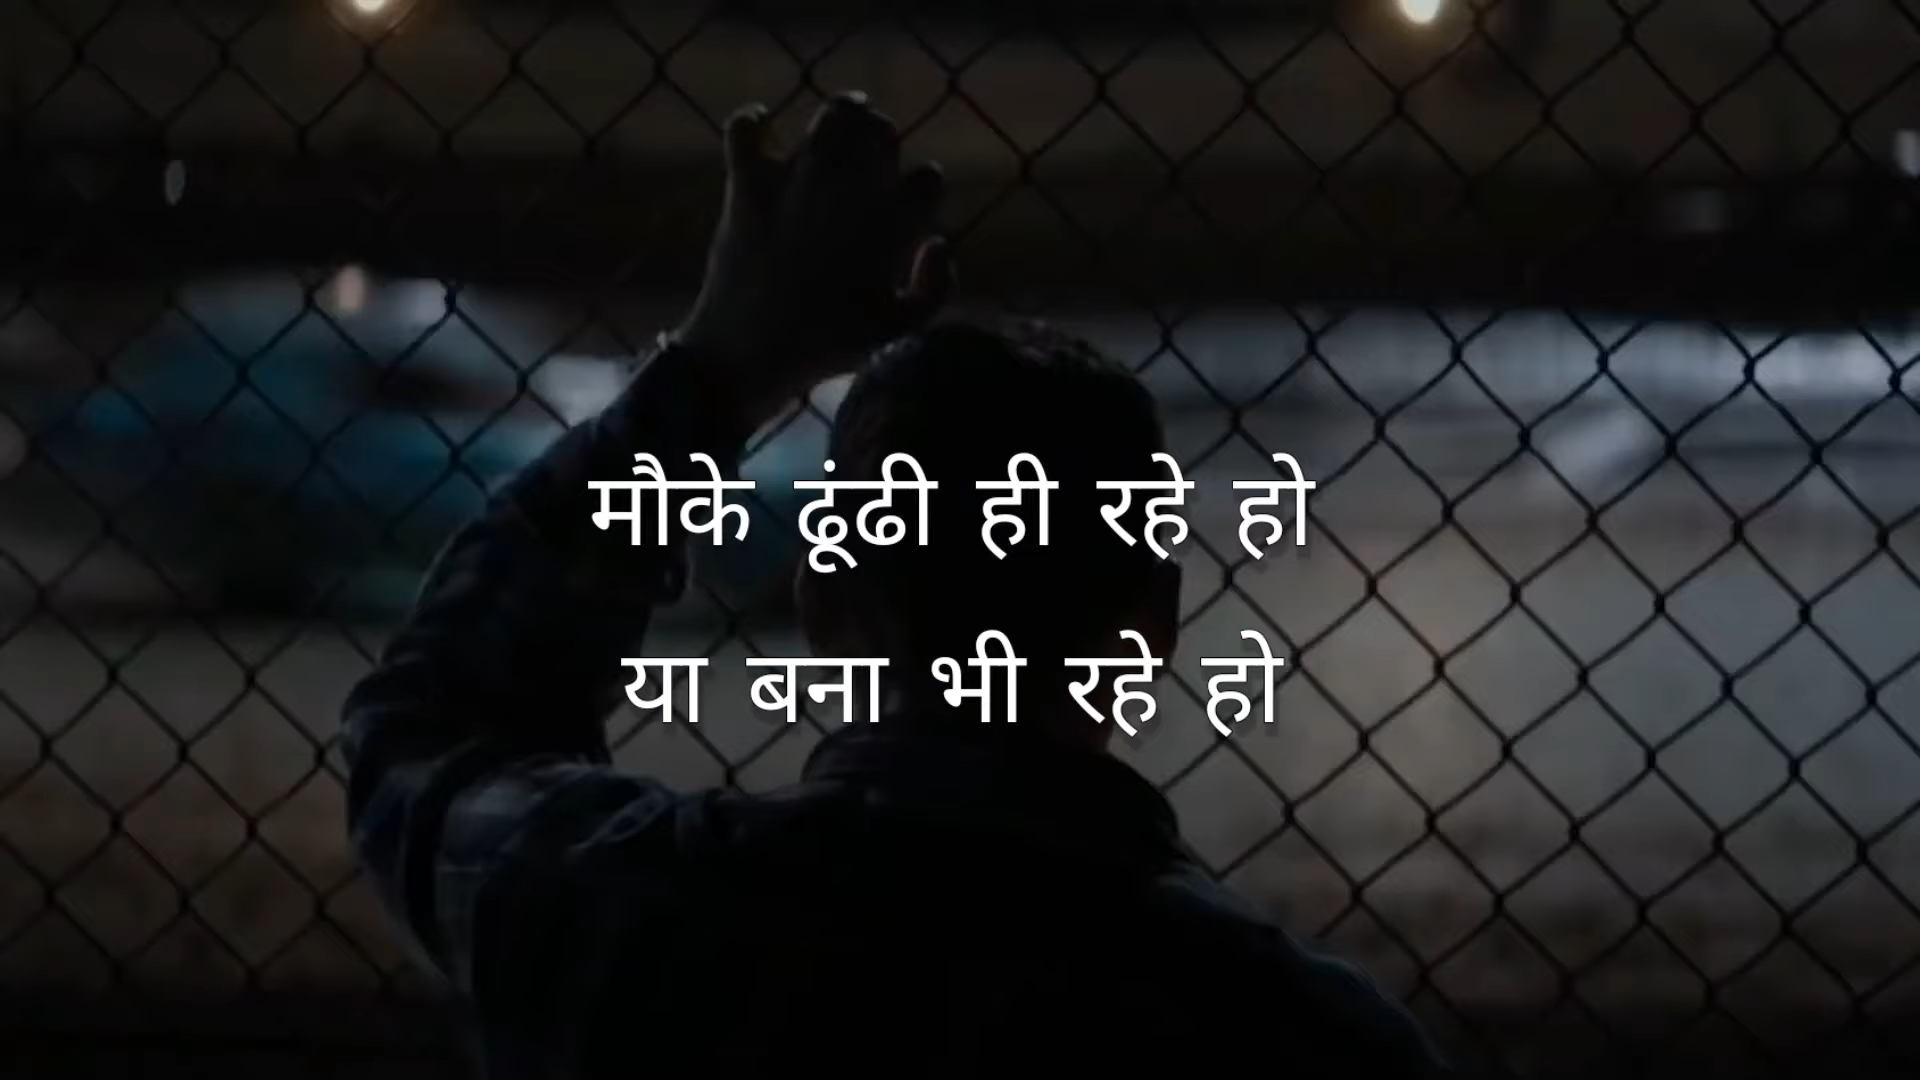 मौके ढूंढी ही रहे हो
या बना भी रहे हो